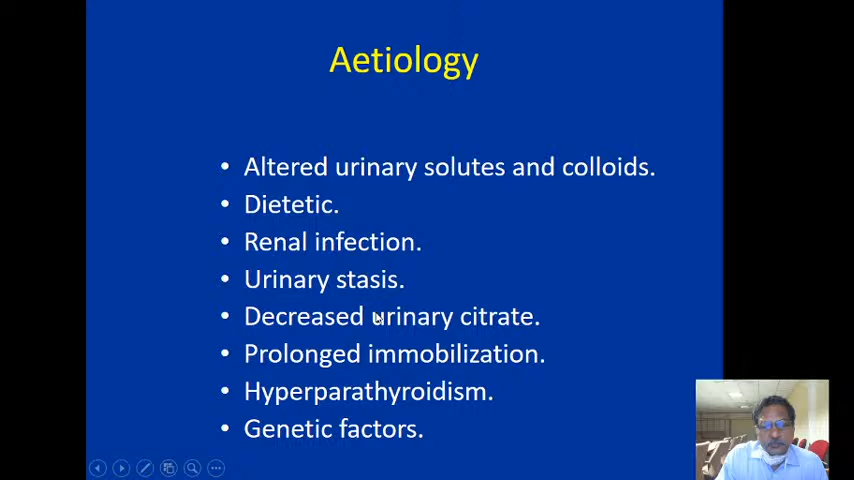 Aetiology
• Altered urinary solutes and colloids.
• Dietetic.
• Renal infection.
• Urinary stasis.
• Decreased urinary citrate.
• Prolonged immobilization.
• Hyperparathyroidism.
• Genetic factors.